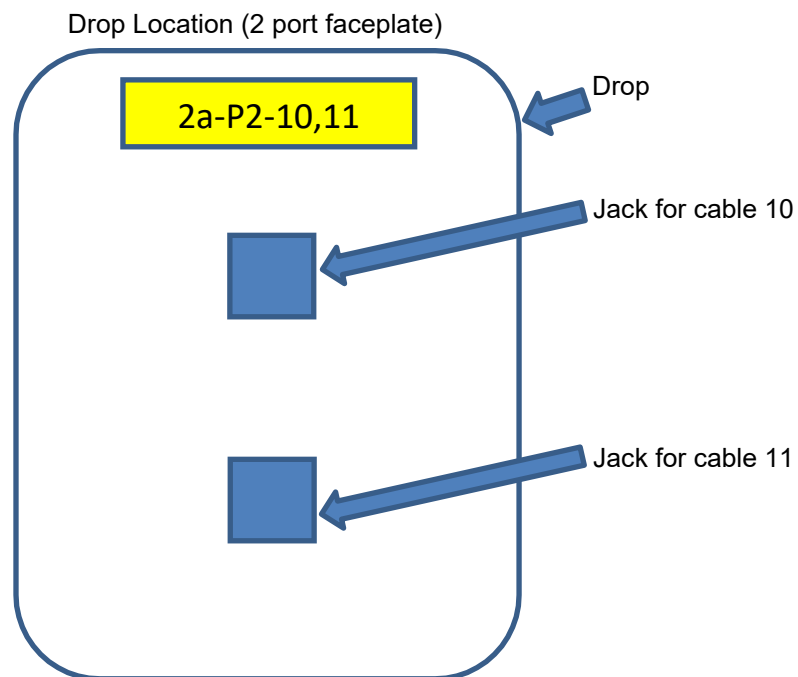 Drop Location (2 port faceplate)
2a-P2-10,11
Drop
Jack for cable 10
Jack for cable 11